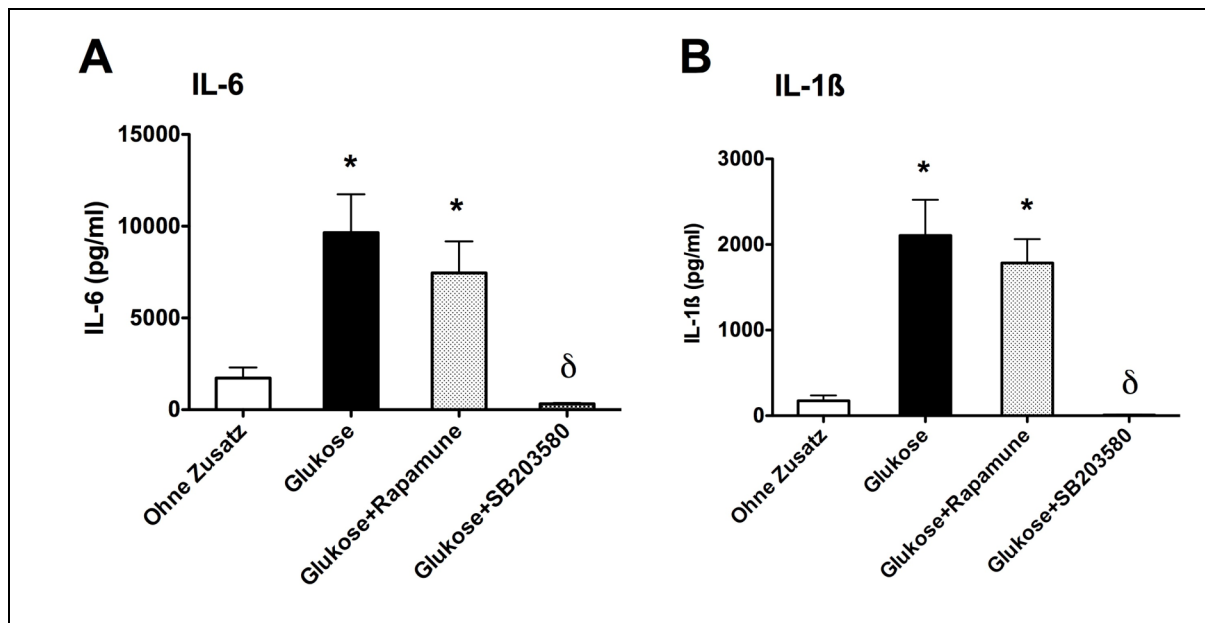 A
IL-6
IL-6 (pg/ml)
15000
10000
5000
0
*
*
δ
Ohne Zusatz
Glukose
Glukose+Rapamune
Glukose+SB203580
B
IL-1ß
IL-1ß (pg/ml)
3000
2000
1000
0
*
*
δ
Ohne Zusatz
Glukose
Glukose+Rapamune
Glukose+SB203580